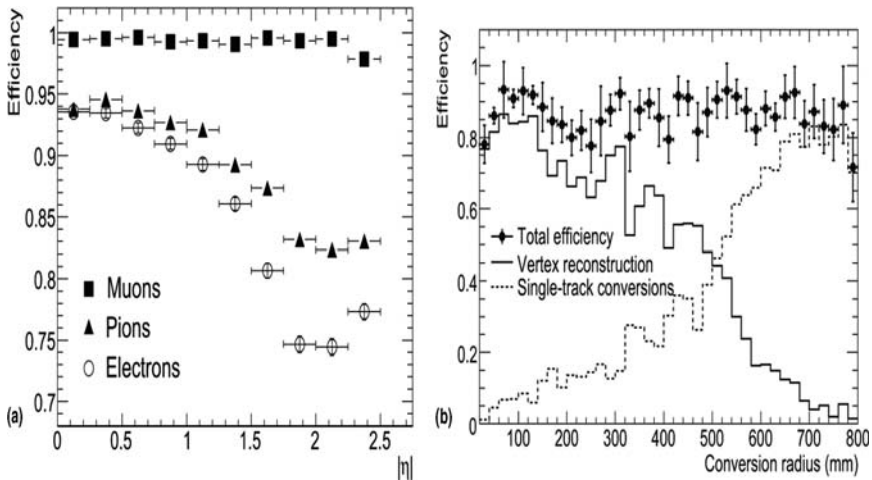 Efficiency
1
0.95
0.9
0.85
0.8
0.75
0.7
Muons
Pions
Electrons
(a)
0 0.5 1 1.5 2 2.5
|η|
Efficiency
1
0.8
0.6
0.4
0.2
0
Total efficiency
Vertex reconstruction
Single-track conversions
(b)
100 200 300 400 500 600 700 800
Conversion radius (mm)